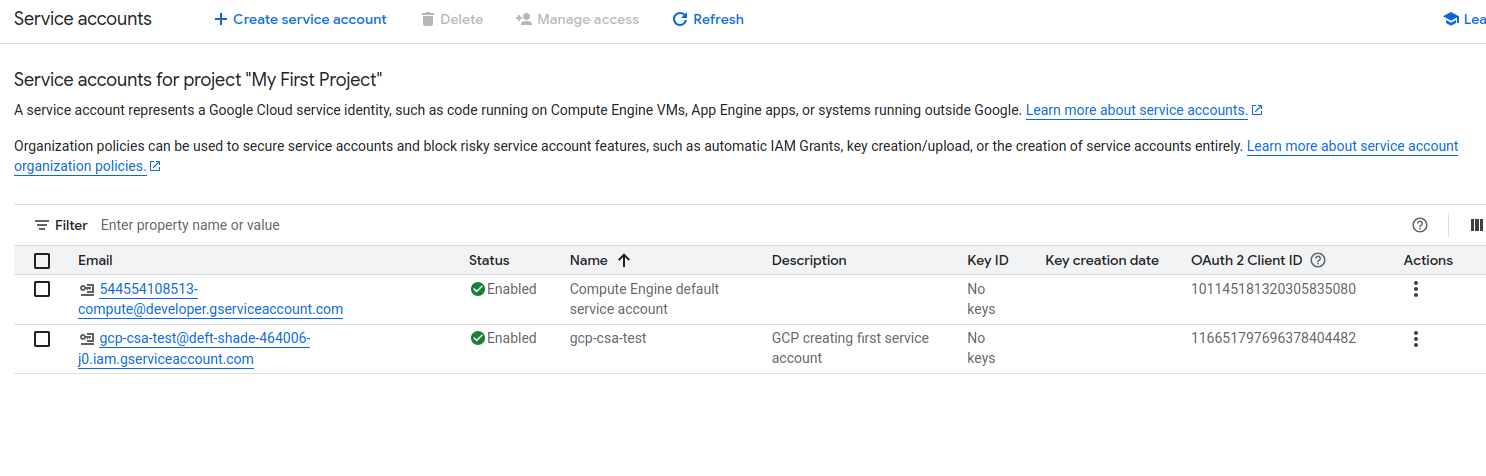 Service accounts
Create service account
Delete
Manage access
Refresh
Lea
Service accounts for project "My First Project"
A service account represents a Google Cloud service identity, such as code running on Compute Engine VMs, App Engine apps, or systems running outside Google. Learn more about service accounts.
Organization policies can be used to secure service accounts and block risky service account features, such as automatic IAM Grants, key creation/upload, or the creation of service accounts entirely. Learn more about service account
organization policies.
Filter Enter property name or value
Email Status Name Description Key ID Key creation date OAuth 2 Client ID Actions
544554108513- Enabled Compute Engine default No 101145181320305835080
compute@developer.gserviceaccount.com service account keys
gcp-csa-test@deft-shade-464006- Enabled gcp-csa-test GCP creating first service No 116651797696378404482
j0.iam.gserviceaccount.com account keys